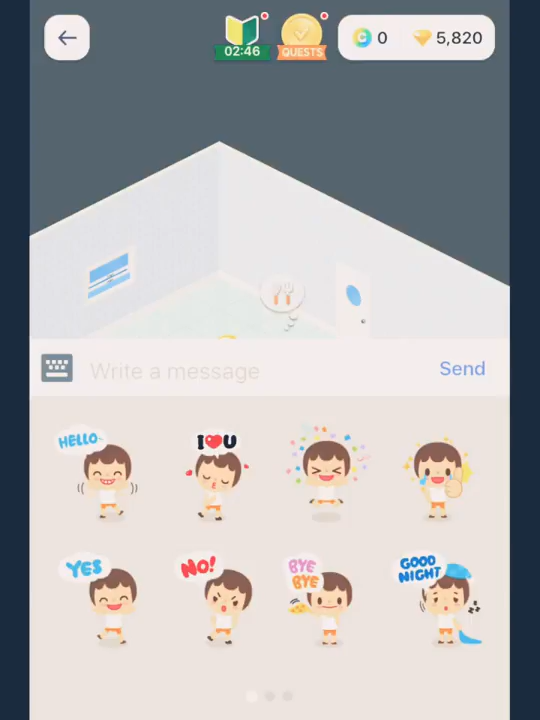 02:46
QUESTS
0
5,820
Write a message
Send
HELLO~
I❤U
YES
NO!
BYE
BYE
GOOD
NIGHT